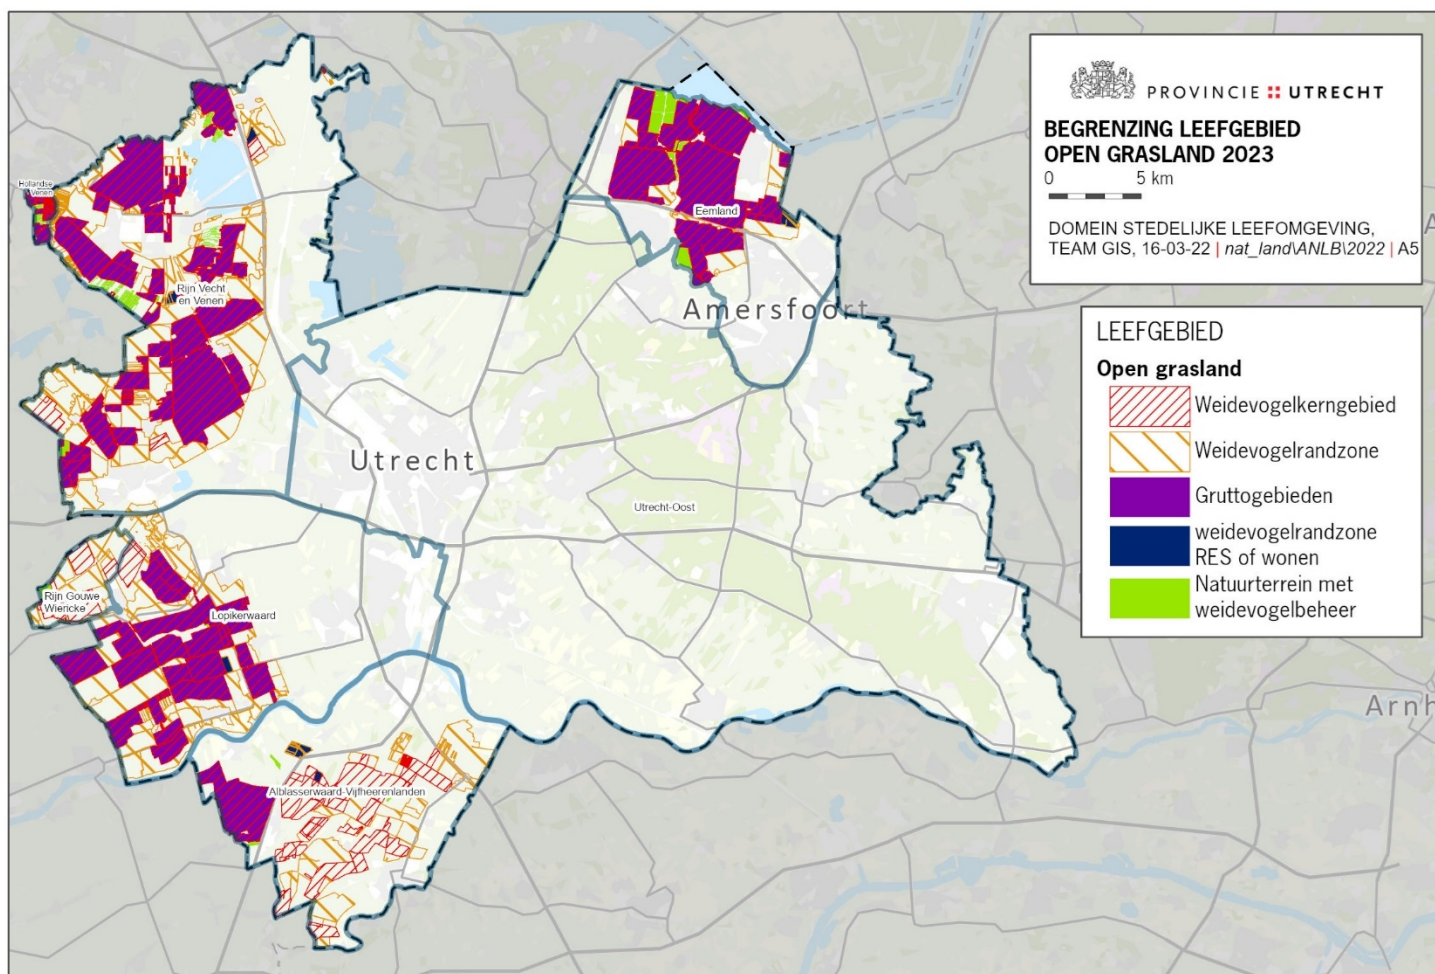 PROVINCIE UTRECHT
BEGRENZING LEEFGEBIED
OPEN GRASLAND 2023
0 5 km
DOMEIN STEDELIJKE LEEFOMGEVING,
TEAM GIS, 16-03-22 | nat_land\ANLB\2022 | A5
LEEFGEBIED
Open grasland
Weidevogelkerngebied
Weidevogelrandzone
Gruttogebieden
weidevogelrandzone
RES of wonen
Natuurterrein met
weidevogelbeheer
Hollandse
Venen
Eemland
Rijn Vecht
en Venen
Amersfoort
Utrecht
Utrecht-Oost
Rijn Gouwe
Wiericke
Lopikerwaard
Arnh
Alblasserwaard-Vijfheerenlanden
A